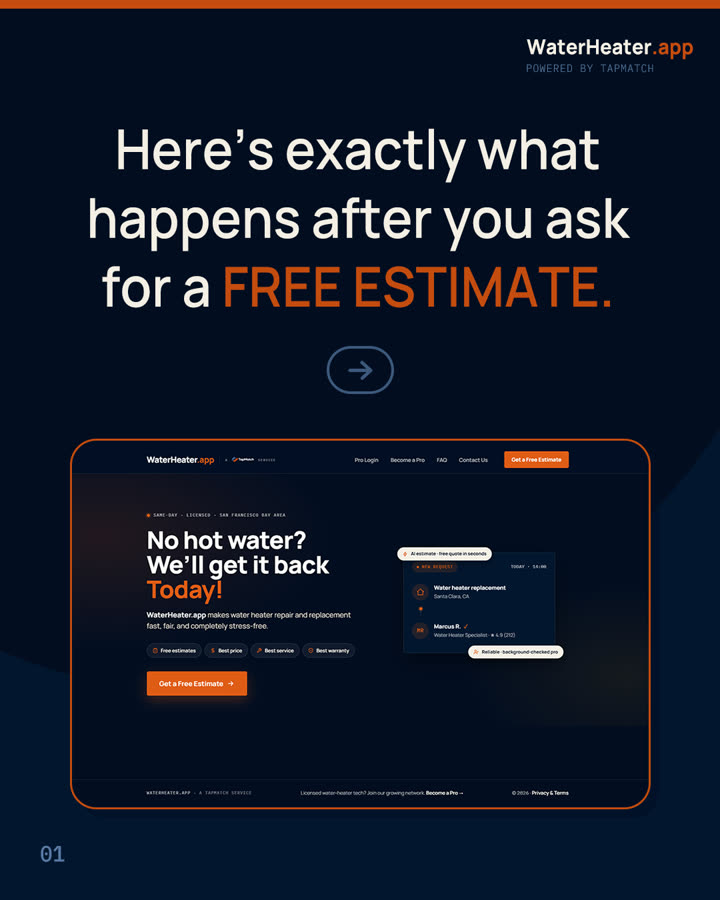 WaterHeater.app
POWERED BY TAPMATCH
Here's exactly what
happens after you ask
for a FREE ESTIMATE.
WaterHeater.app
A TapMatch SERVICE
Pro Login Become a Pro FAQ Contact Us Get a Free Estimate
SAME-DAY · LICENSED · SAN FRANCISCO BAY AREA
No hot water?
We'll get it back
Today!
WaterHeater.app makes water heater repair and replacement
fast, fair, and completely stress-free.
Free estimates Best price Best service Best warranty
Get a Free Estimate →
AI estimate · free quote in seconds
NEW REQUEST TODAY · 14:00
Water heater replacement
Santa Clara, CA
MR Marcus R. ✓
Water Heater Specialist · ★ 4.9 (212)
Reliable · background-checked pro
WATERHEATER.APP · A TAPMATCH SERVICE
Licensed water-heater tech? Join our growing network. Become a Pro →
© 2026 · Privacy & Terms
01